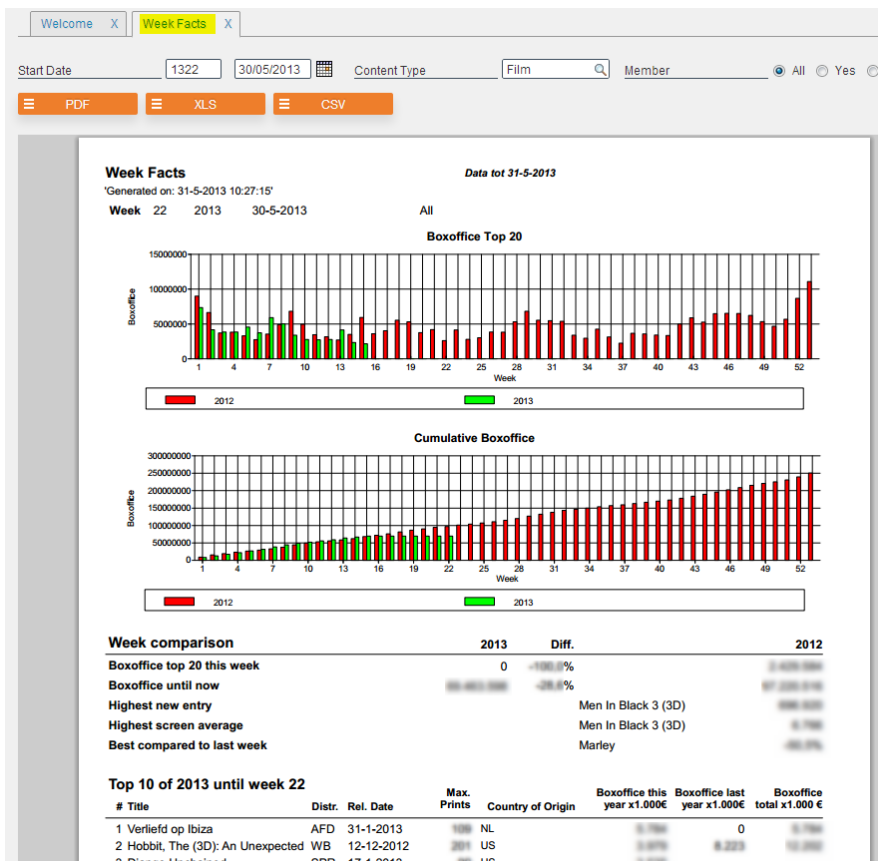 Welcome X Week Facts X
Start Date 1322 30/05/2013 Content Type Film Member All Yes
PDF XLS CSV
Week Facts Data tot 31-5-2013
'Generated on: 31-5-2013 10:27:15'
Week 22 2013 30-5-2013 All
Boxoffice Top 20
15000000
10000000
5000000
0
Boxoffice
1 4 7 10 13 16 19 22 25 28 31 34 37 40 43 46 49 52
Week
2012 2013
Cumulative Boxoffice
300000000
250000000
200000000
150000000
100000000
50000000
0
Boxoffice
1 4 7 10 13 16 19 22 25 28 31 34 37 40 43 46 49 52
Week
2012 2013
Week comparison 2013 Diff. 2012
Boxoffice top 20 this week 0 %
Boxoffice until now %
Highest new entry Men In Black 3 (3D)
Highest screen average Men In Black 3 (3D)
Best compared to last week Marley
Top 10 of 2013 until week 22
# Title Distr. Rel. Date Max. Prints Country of Origin Boxoffice this year x1.000€ Boxoffice last year x1.000€ Boxoffice total x1.000 €
1 Verliefd op Ibiza AFD 31-1-2013 NL 0
2 Hobbit, The (3D): An Unexpected WB 12-12-2012 US